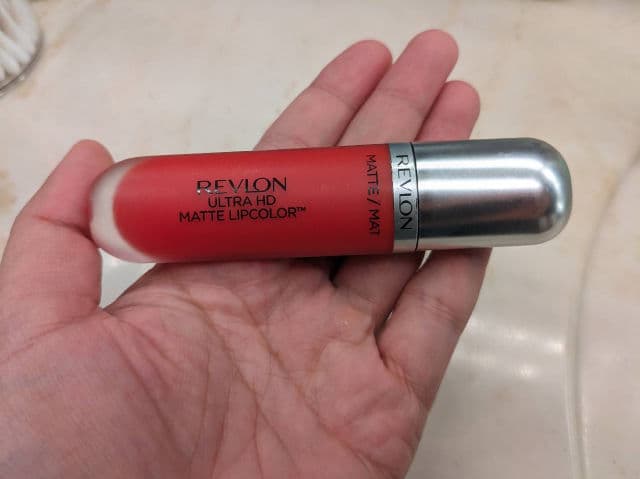 REVLON
ULTRA HD
MATTE LIPCOLOR™
MATTE / MAT
REVLON